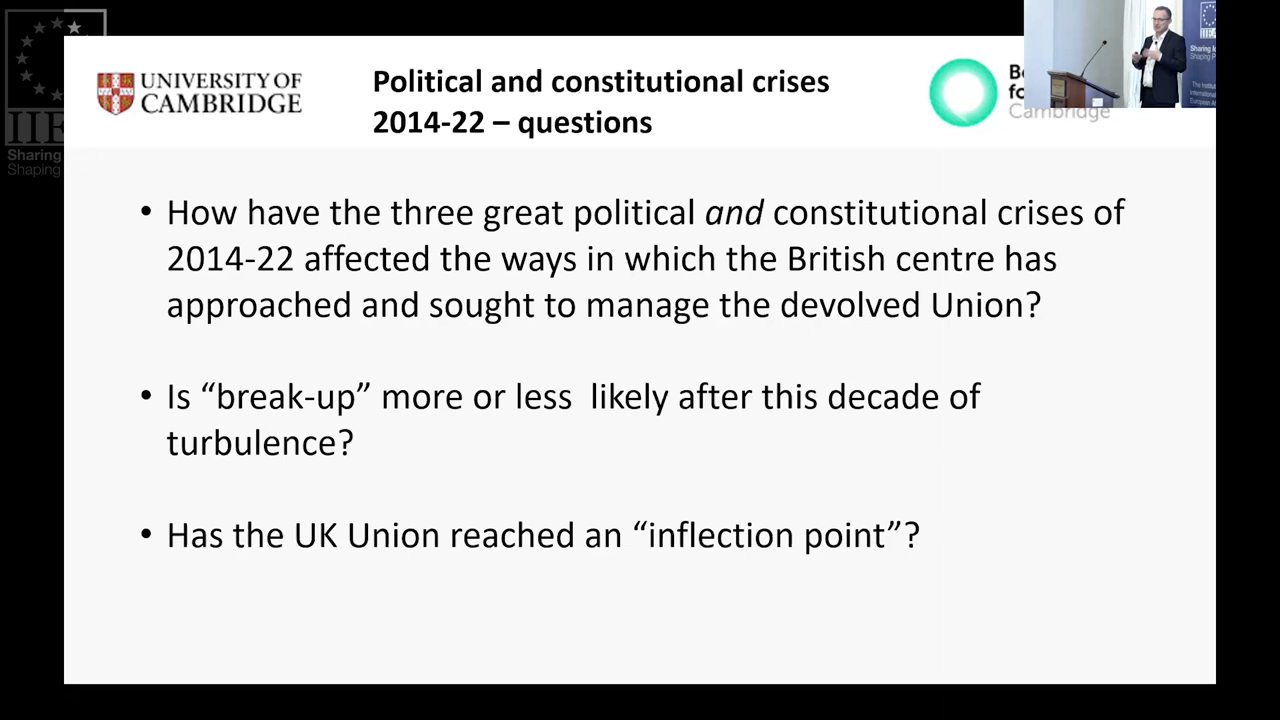 UNIVERSITY OF
CAMBRIDGE
Political and constitutional crises
2014-22 – questions
Cambridge
IIE
Sharing
Shaping
• How have the three great political and constitutional crises of
2014-22 affected the ways in which the British centre has
approached and sought to manage the devolved Union?
• Is “break-up” more or less  likely after this decade of
turbulence?
• Has the UK Union reached an “inflection point”?